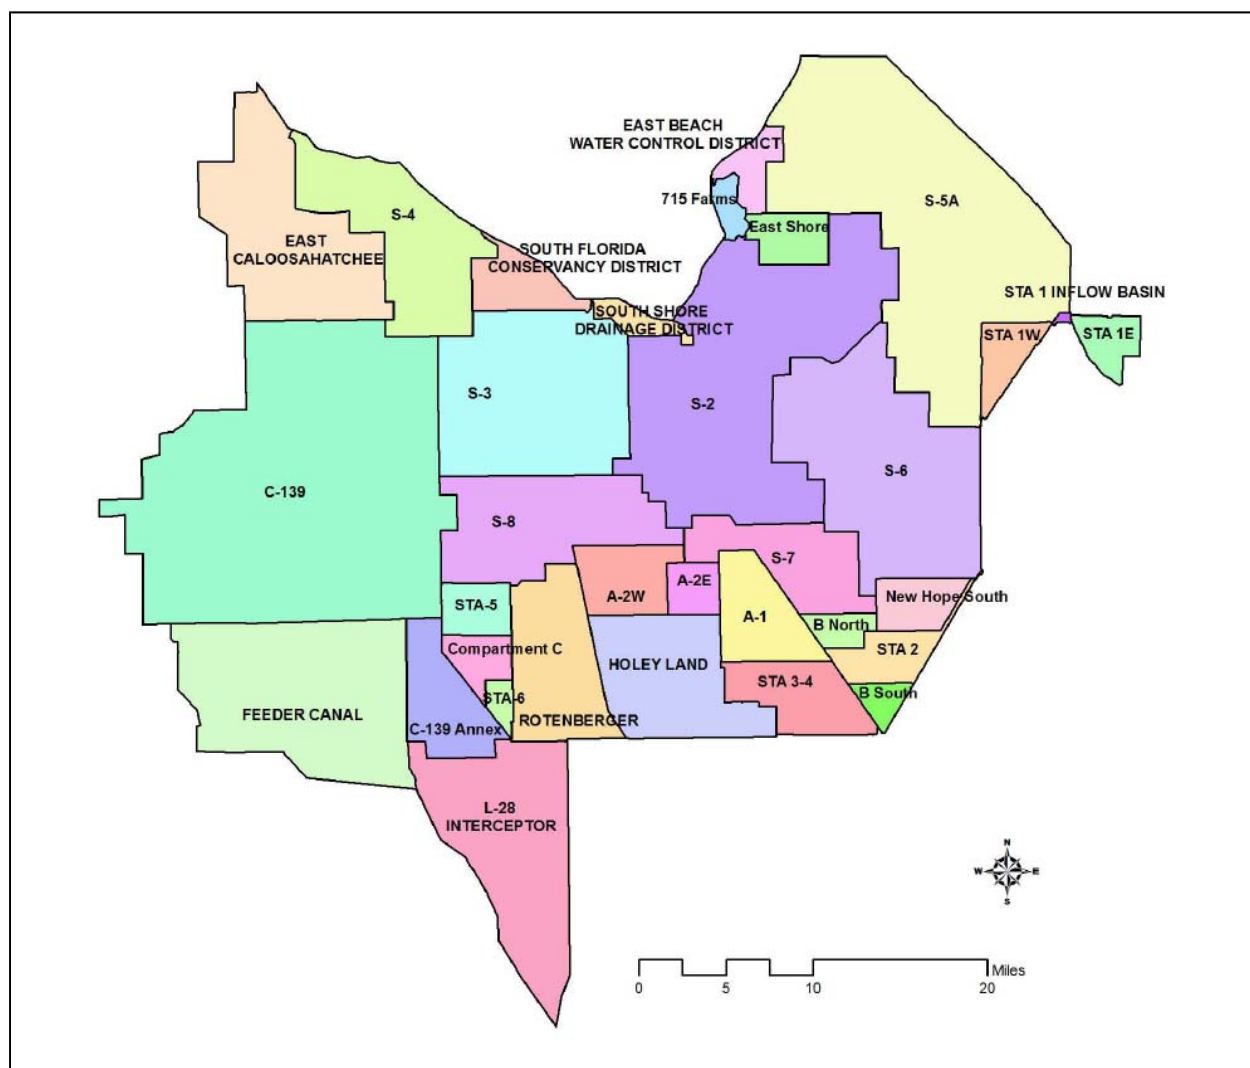 EAST BEACH
WATER CONTROL DISTRICT
715 Farms
S-5A
S-4
East Shore
EAST
CALOOSAHATCHEE
SOUTH FLORIDA
CONSERVANCY DISTRICT
STA 1 INFLOW BASIN
SOUTH SHORE
DRAINAGE DISTRICT
STA 1W
STA 1E
S-3
S-2
S-6
C-139
S-8
S-7
A-2W
A-2E
New Hope South
STA-5
A-1
B North
Compartment C
HOLEY LAND
STA 2
STA 3-4
STA-6
B South
FEEDER CANAL
C-139 Annex
ROTENBERGER
L-28
INTERCEPTOR
N
W
E
S
Miles
0
5
10
20